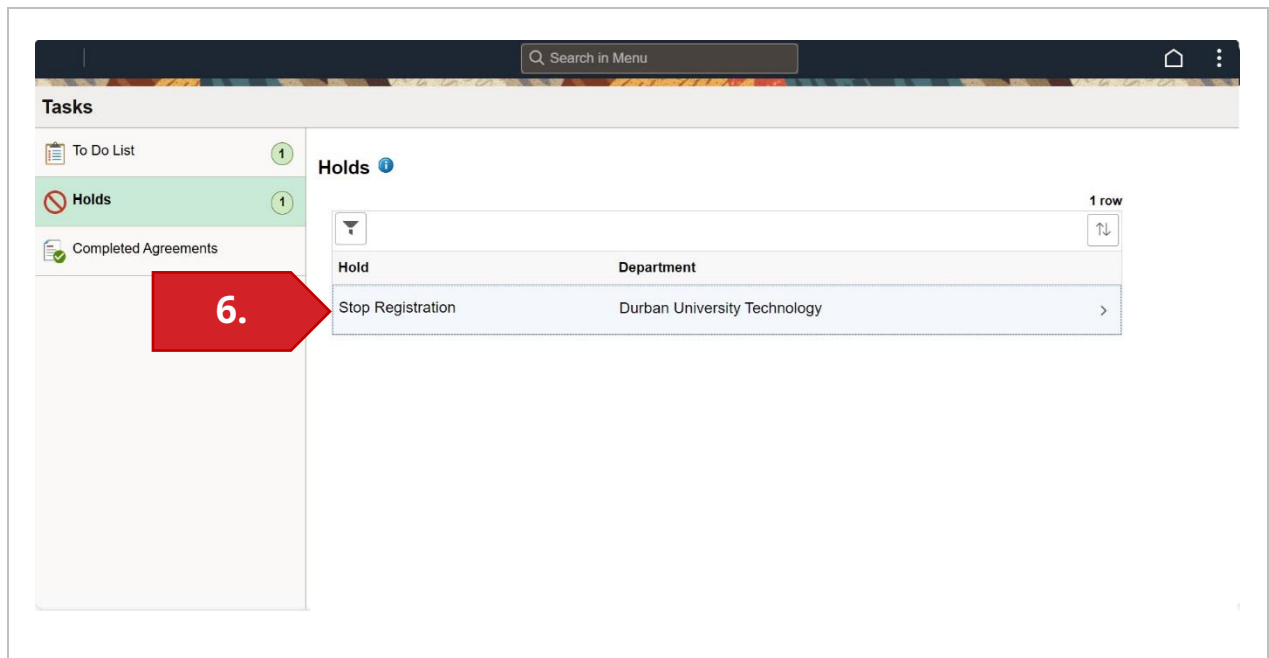 Search in Menu
Tasks
To Do List 1
Holds 1
Completed Agreements
Holds
1 row
Hold Department
6.
Stop Registration Durban University Technology